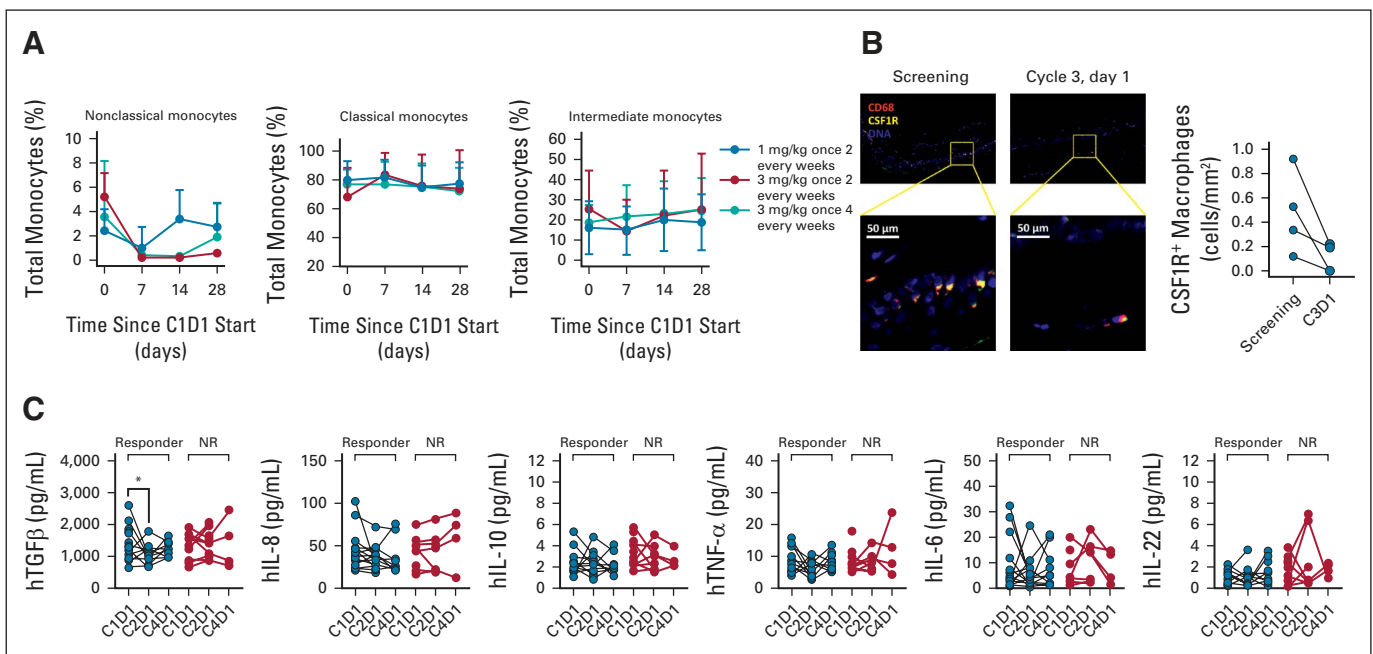 A
Nonclassical monocytes
Total Monocytes (%)
10
8
6
4
2
0
0 7 14 28
Time Since C1D1 Start
(days)
Classical monocytes
Total Monocytes (%)
100
80
60
40
20
0 7 14 28
Time Since C1D1 Start
(days)
Intermediate monocytes
Total Monocytes (%)
60
50
40
30
20
10
0
0 7 14 28
Time Since C1D1 Start
(days)
1 mg/kg once 2
every weeks
3 mg/kg once 2
every weeks
3 mg/kg once 4
every weeks
B
Screening
Cycle 3, day 1
CD68
CSF1R
DNA
50 μm
50 μm
CSF1R+ Macrophages
(cells/mm2)
1.0
0.8
0.6
0.4
0.2
0.0
Screening
C3D1
C
Responder NR
hTGFβ (pg/mL)
4,000
3,000
2,000
1,000
0
*
C1D1 C2D1 C4D1 C1D1 C2D1 C4D1
Responder NR
hIL-8 (pg/mL)
150
100
50
0
C1D1 C2D1 C4D1 C1D1 C2D1 C4D1
Responder NR
hIL-10 (pg/mL)
12
10
8
6
4
2
0
C1D1 C2D1 C4D1 C1D1 C2D1 C4D1
Responder NR
hTNF-α (pg/mL)
40
30
20
10
0
C1D1 C2D1 C4D1 C1D1 C2D1 C4D1
Responder NR
hIL-6 (pg/mL)
50
40
30
20
10
0
C1D1 C2D1 C4D1 C1D1 C2D1 C4D1
Responder NR
hIL-22 (pg/mL)
12
10
8
6
4
2
0
C1D1 C2D1 C4D1 C1D1 C2D1 C4D1